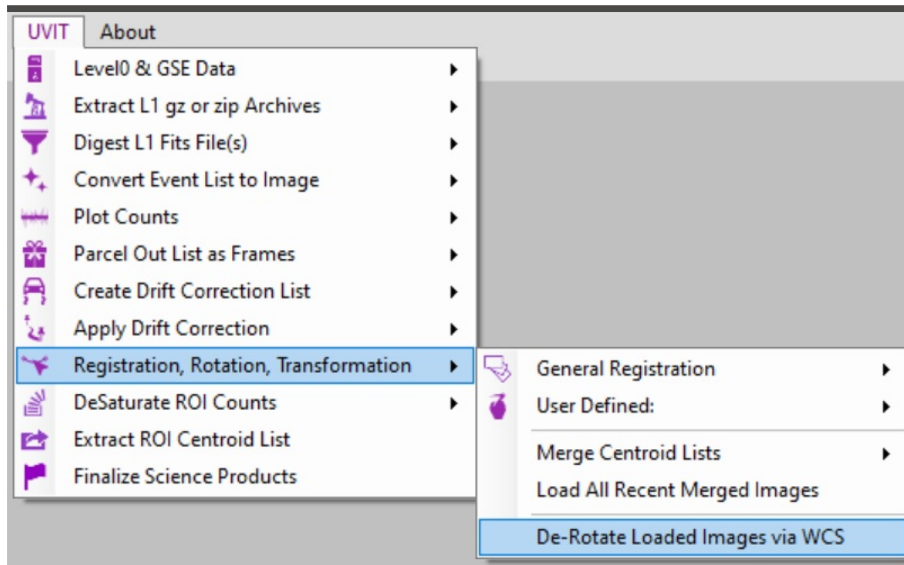 UVIT About
Level0 & GSE Data
Extract L1 gz or zip Archives
Digest L1 Fits File(s)
Convert Event List to Image
Plot Counts
Parcel Out List as Frames
Create Drift Correction List
Apply Drift Correction
Registration, Rotation, Transformation
DeSaturate ROI Counts
Extract ROI Centroid List
Finalize Science Products
General Registration
User Defined:
Merge Centroid Lists
Load All Recent Merged Images
De-Rotate Loaded Images via WCS